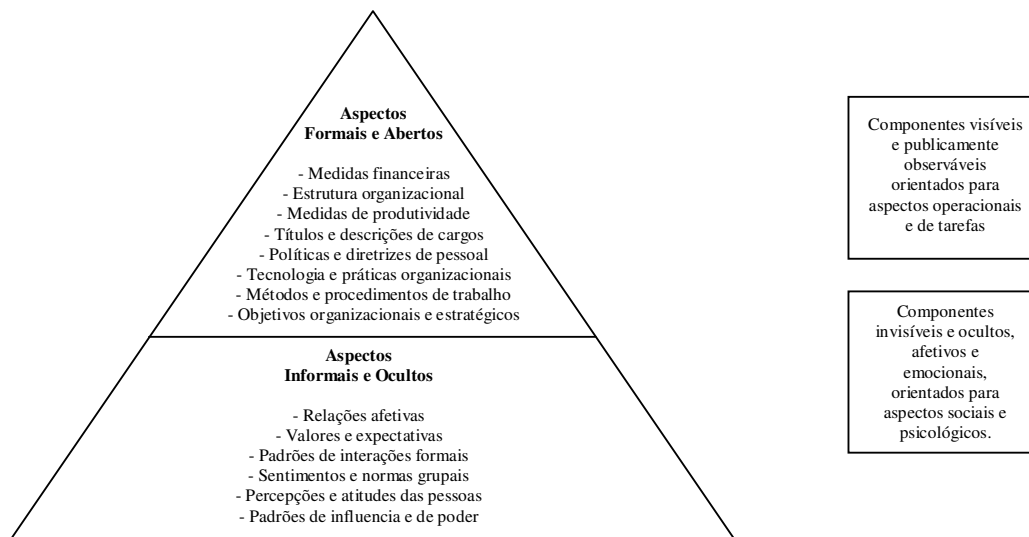 Aspectos
Formais e Abertos
- Medidas financeiras
- Estrutura organizacional
- Medidas de produtividade
- Títulos e descrições de cargos
- Políticas e diretrizes de pessoal
- Tecnologia e práticas organizacionais
- Métodos e procedimentos de trabalho
- Objetivos organizacionais e estratégicos
Aspectos
Informais e Ocultos
- Relações afetivas
- Valores e expectativas
- Padrões de interações formais
- Sentimentos e normas grupais
- Percepções e atitudes das pessoas
- Padrões de influencia e de poder
Componentes visíveis
e publicamente
observáveis
orientados para
aspectos operacionais
e de tarefas
Componentes
invisíveis e ocultos,
afetivos e
emocionais,
orientados para
aspectos sociais e
psicológicos.